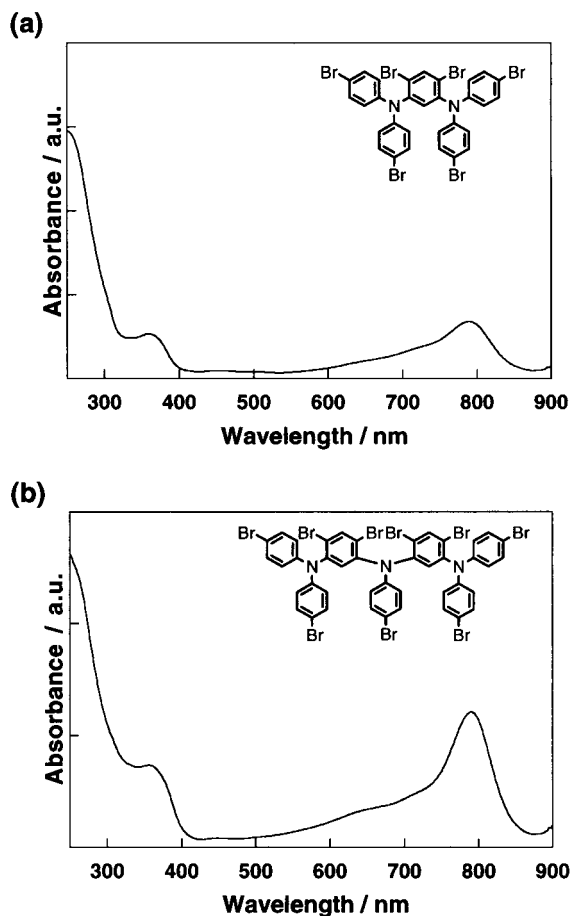 (a)
Absorbance / a.u.
Br Br Br Br
N N
Br Br
300 400 500 600 700 800 900
Wavelength / nm
(b)
Absorbance / a.u.
Br Br Br Br Br Br
N N N
Br Br Br
300 400 500 600 700 800 900
Wavelength / nm